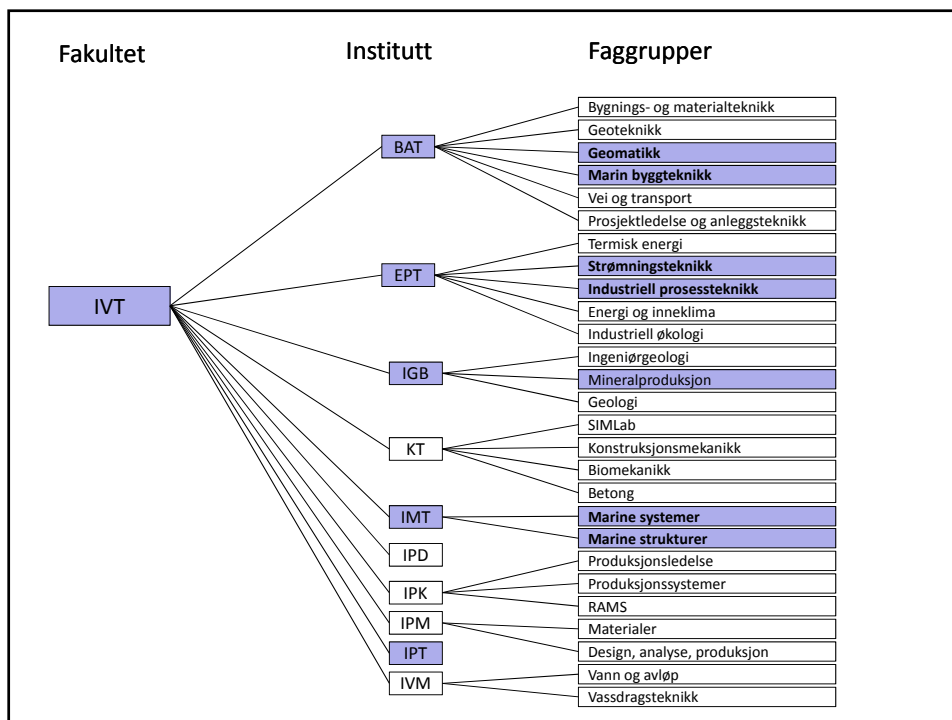 Fakultet
Institutt
Faggrupper
IVT
BAT
EPT
IGB
KT
IMT
IPD
IPK
IPM
IPT
IVM
Bygnings- og materialteknikk
Geoteknikk
Geomatikk
Marin byggteknikk
Vei og transport
Prosjektledelse og anleggsteknikk
Termisk energi
Strømningsteknikk
Industriell prosessteknikk
Energi og inneklima
Industriell økologi
Ingeniørgeologi
Mineralproduksjon
Geologi
SIMLab
Konstruksjonsmekanikk
Biomekanikk
Betong
Marine systemer
Marine strukturer
Produksjonsledelse
Produksjonssystemer
RAMS
Materialer
Design, analyse, produksjon
Vann og avløp
Vassdragsteknikk